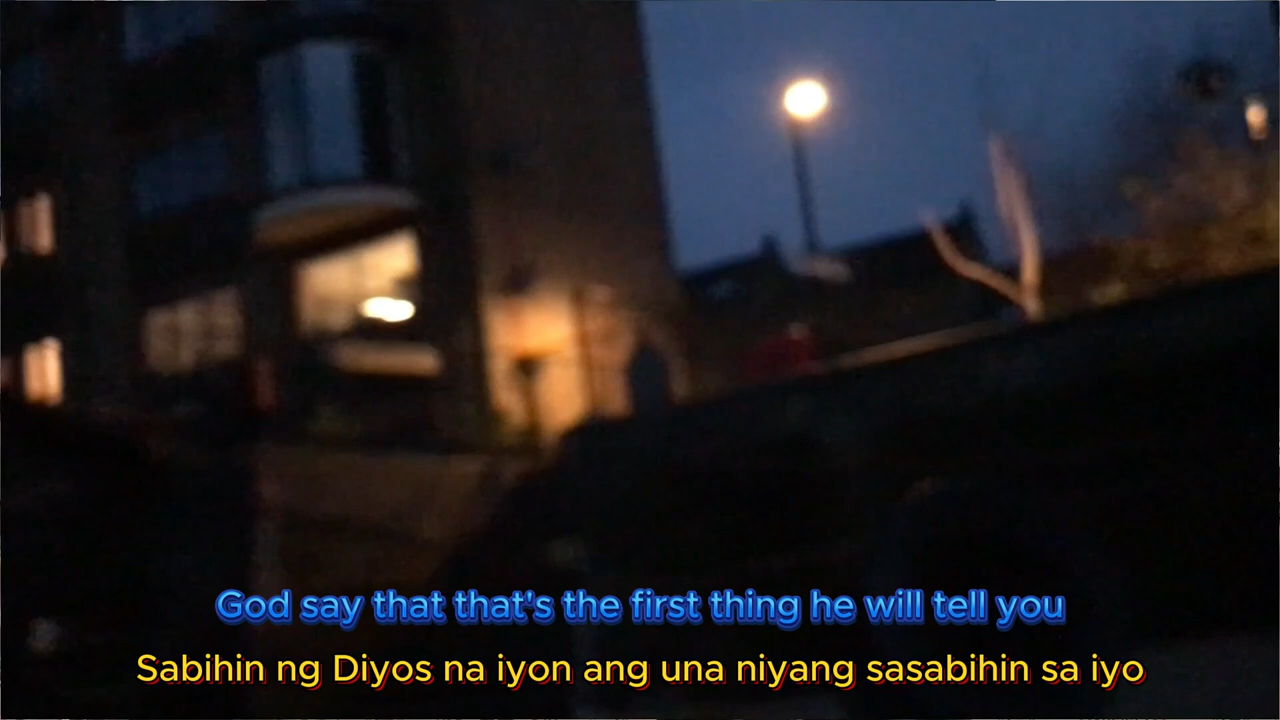 God say that that's the first thing he will tell you
Sabihin ng Diyos na iyon ang una niyang sasabihin sa iyo